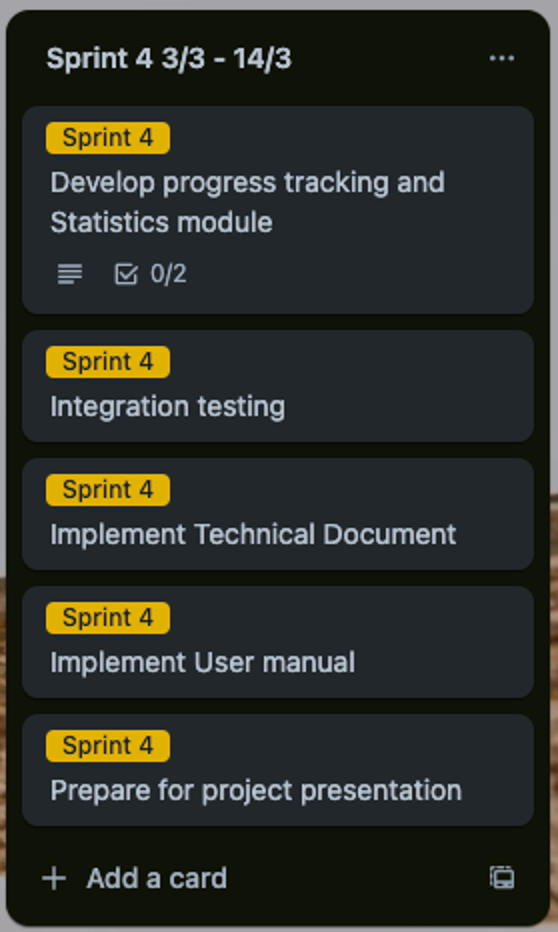 Sprint 4 3/3 - 14/3
Sprint 4
Develop progress tracking and
Statistics module
0/2
Sprint 4
Integration testing
Sprint 4
Implement Technical Document
Sprint 4
Implement User manual
Sprint 4
Prepare for project presentation
+ Add a card